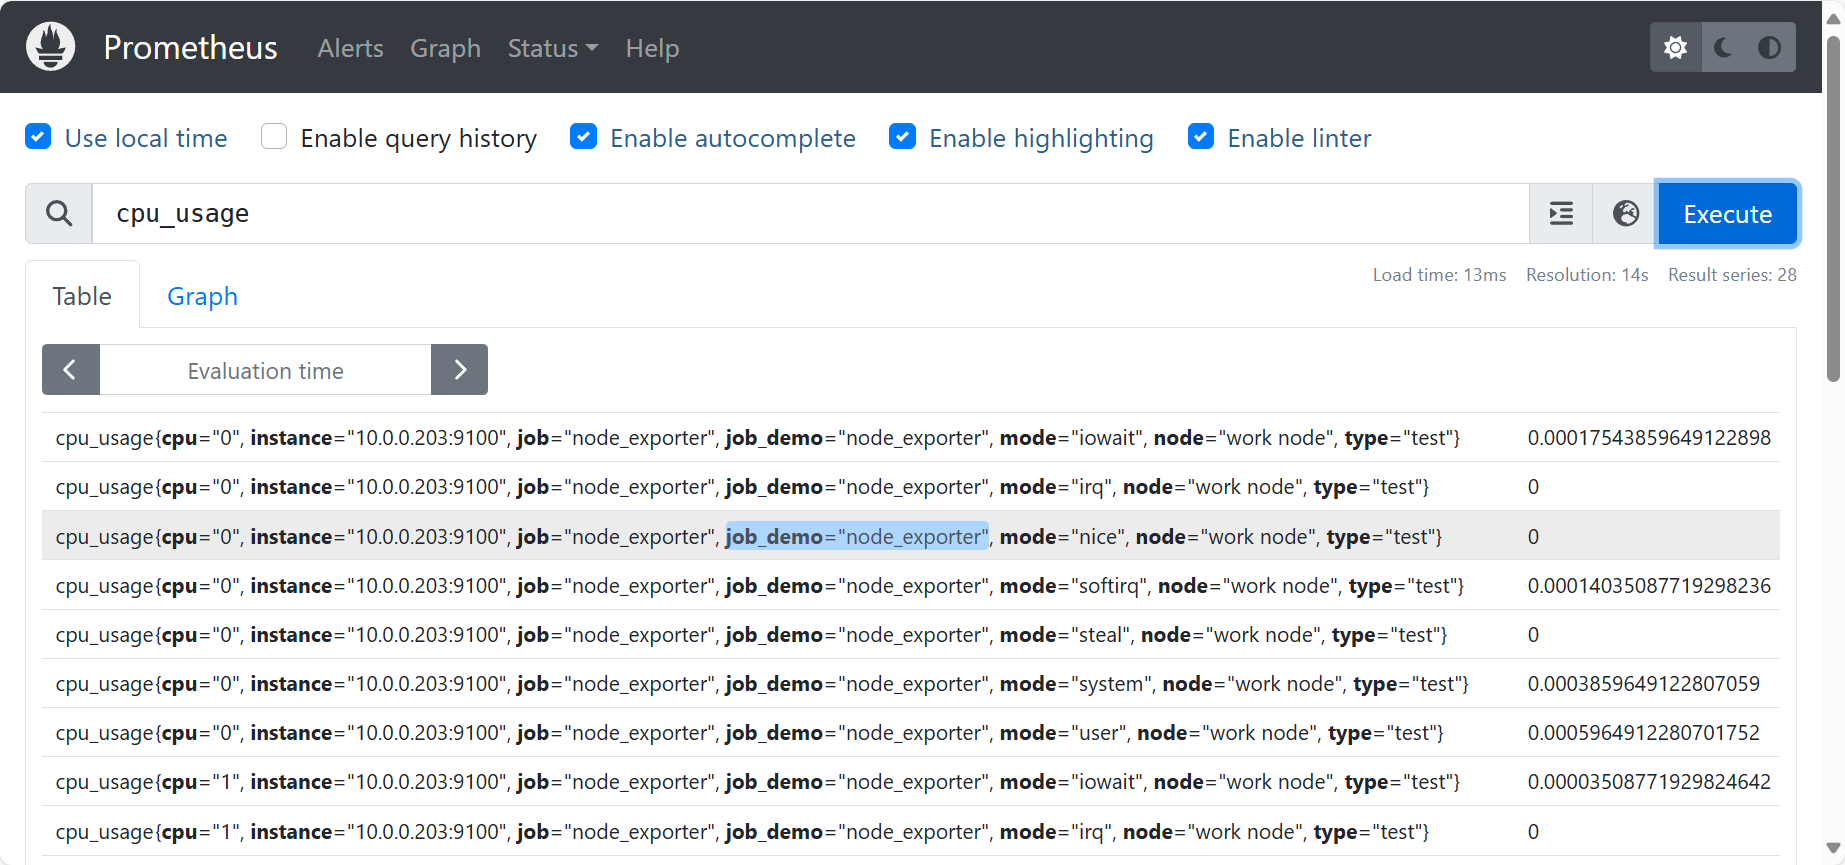 Prometheus Alerts Graph Status Help
Use local time Enable query history Enable autocomplete Enable highlighting Enable linter
cpu_usage Execute
Load time: 13ms Resolution: 14s Result series: 28
Table Graph
Evaluation time
cpu_usage{cpu="0", instance="10.0.0.203:9100", job="node_exporter", job_demo="node_exporter", mode="iowait", node="work node", type="test"} 0.00017543859649122898
cpu_usage{cpu="0", instance="10.0.0.203:9100", job="node_exporter", job_demo="node_exporter", mode="irq", node="work node", type="test"} 0
cpu_usage{cpu="0", instance="10.0.0.203:9100", job="node_exporter", job_demo="node_exporter", mode="nice", node="work node", type="test"} 0
cpu_usage{cpu="0", instance="10.0.0.203:9100", job="node_exporter", job_demo="node_exporter", mode="softirq", node="work node", type="test"} 0.00014035087719298236
cpu_usage{cpu="0", instance="10.0.0.203:9100", job="node_exporter", job_demo="node_exporter", mode="steal", node="work node", type="test"} 0
cpu_usage{cpu="0", instance="10.0.0.203:9100", job="node_exporter", job_demo="node_exporter", mode="system", node="work node", type="test"} 0.0003859649122807059
cpu_usage{cpu="0", instance="10.0.0.203:9100", job="node_exporter", job_demo="node_exporter", mode="user", node="work node", type="test"} 0.0005964912280701752
cpu_usage{cpu="1", instance="10.0.0.203:9100", job="node_exporter", job_demo="node_exporter", mode="iowait", node="work node", type="test"} 0.00003508771929824642
cpu_usage{cpu="1", instance="10.0.0.203:9100", job="node_exporter", job_demo="node_exporter", mode="irq", node="work node", type="test"} 0